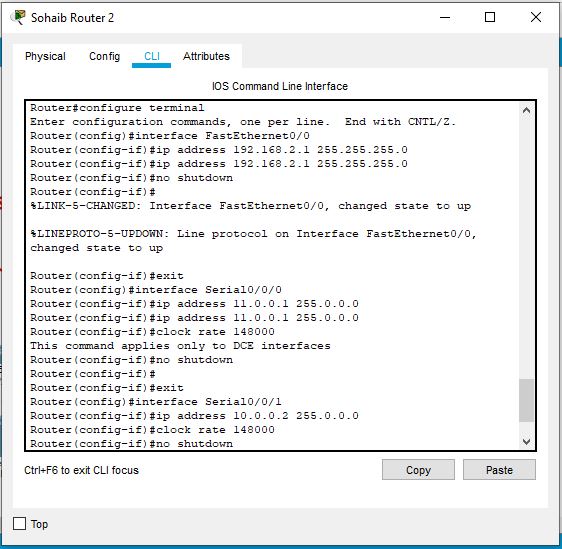 Sohaib Router 2
Physical Config CLI Attributes
IOS Command Line Interface
Router#configure terminal
Enter configuration commands, one per line.  End with CNTL/Z.
Router(config)#interface FastEthernet0/0
Router(config-if)#ip address 192.168.2.1 255.255.255.0
Router(config-if)#ip address 192.168.2.1 255.255.255.0
Router(config-if)#no shutdown
Router(config-if)#
%LINK-5-CHANGED: Interface FastEthernet0/0, changed state to up
%LINEPROTO-5-UPDOWN: Line protocol on Interface FastEthernet0/0,
changed state to up
Router(config-if)#exit
Router(config)#interface Serial0/0/0
Router(config-if)#ip address 11.0.0.1 255.0.0.0
Router(config-if)#ip address 11.0.0.1 255.0.0.0
Router(config-if)#clock rate 148000
This command applies only to DCE interfaces
Router(config-if)#no shutdown
Router(config-if)#
Router(config-if)#exit
Router(config)#interface Serial0/0/1
Router(config-if)#ip address 10.0.0.2 255.0.0.0
Router(config-if)#clock rate 148000
Router(config-if)#no shutdown
Ctrl+F6 to exit CLI focus Copy Paste
Top